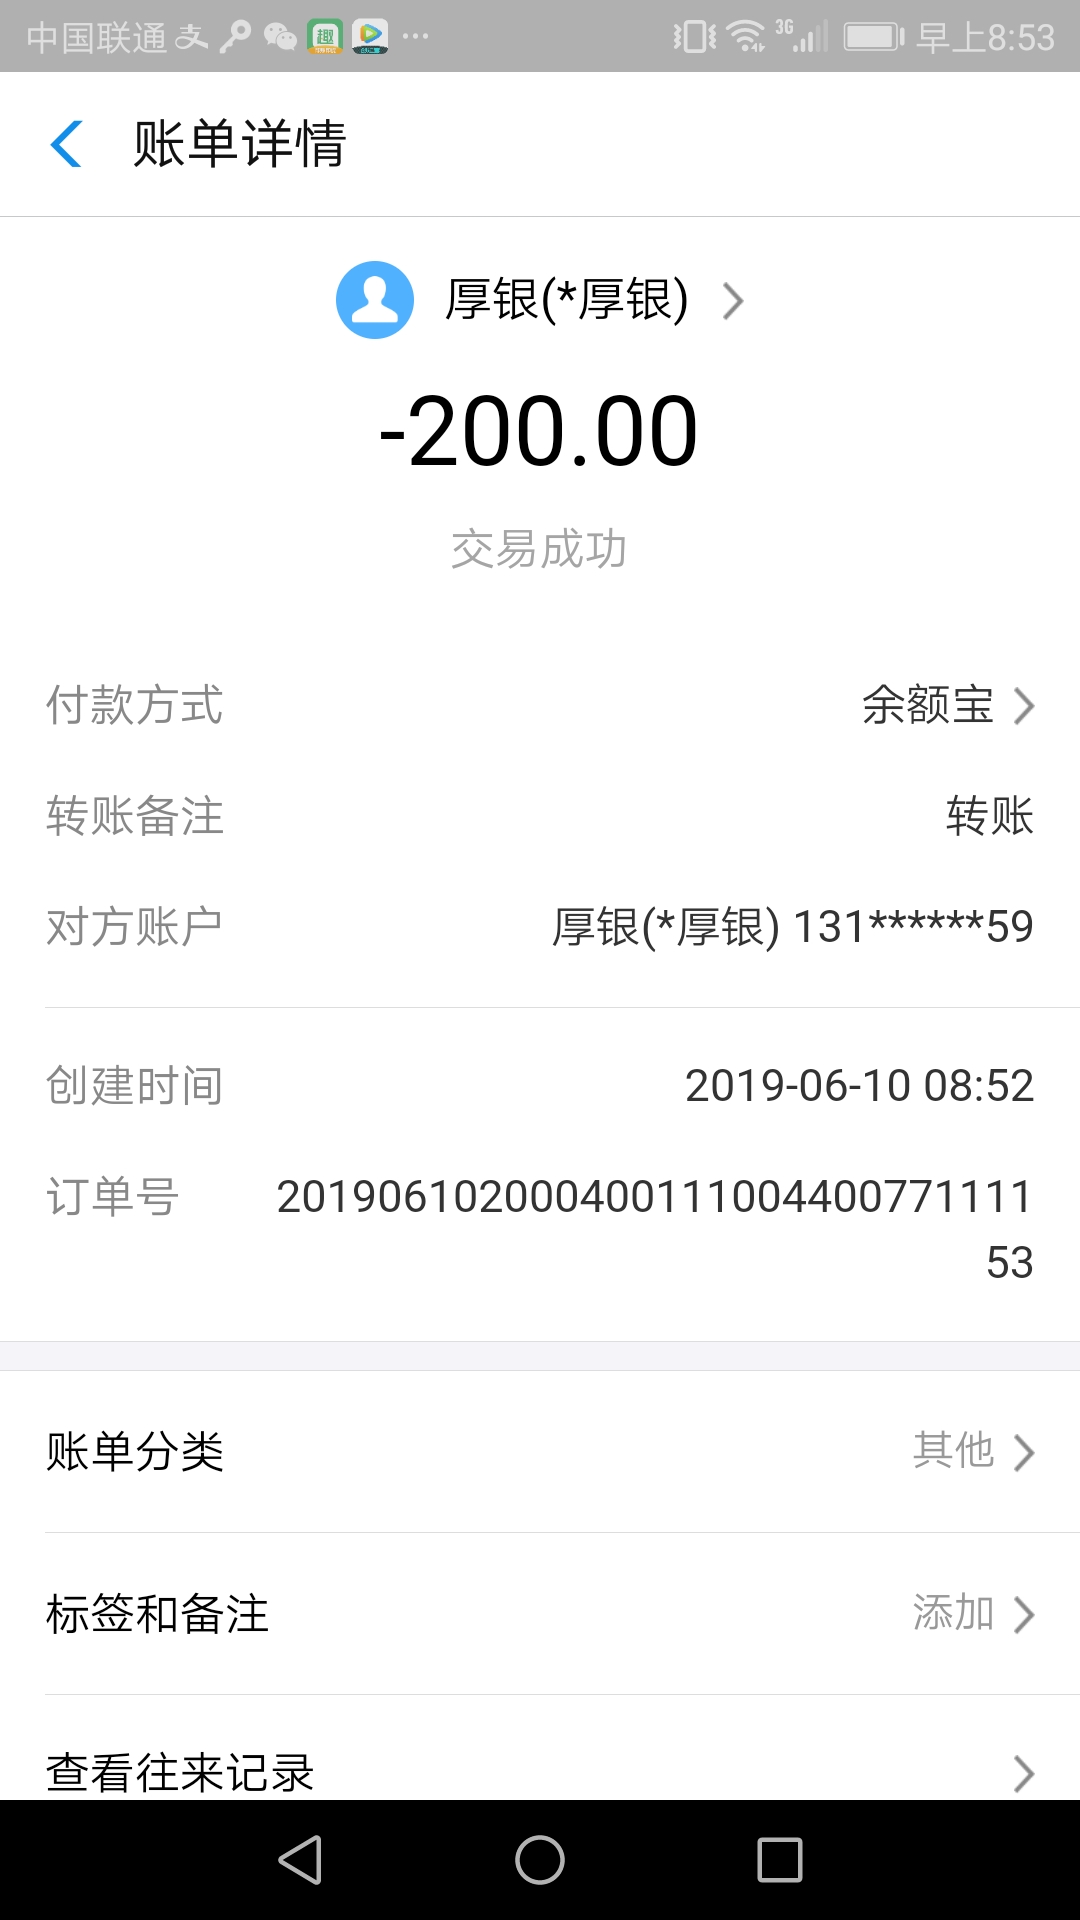 中国联通 ...
3G 早上8:53
账单详情
厚银(*厚银)
-200.00
交易成功
付款方式 余额宝
转账备注 转账
对方账户 厚银(*厚银) 131******59
创建时间 2019-06-10 08:52
订单号 201906102000400111004400771111
53
账单分类 其他
标签和备注 添加
查看往来记录